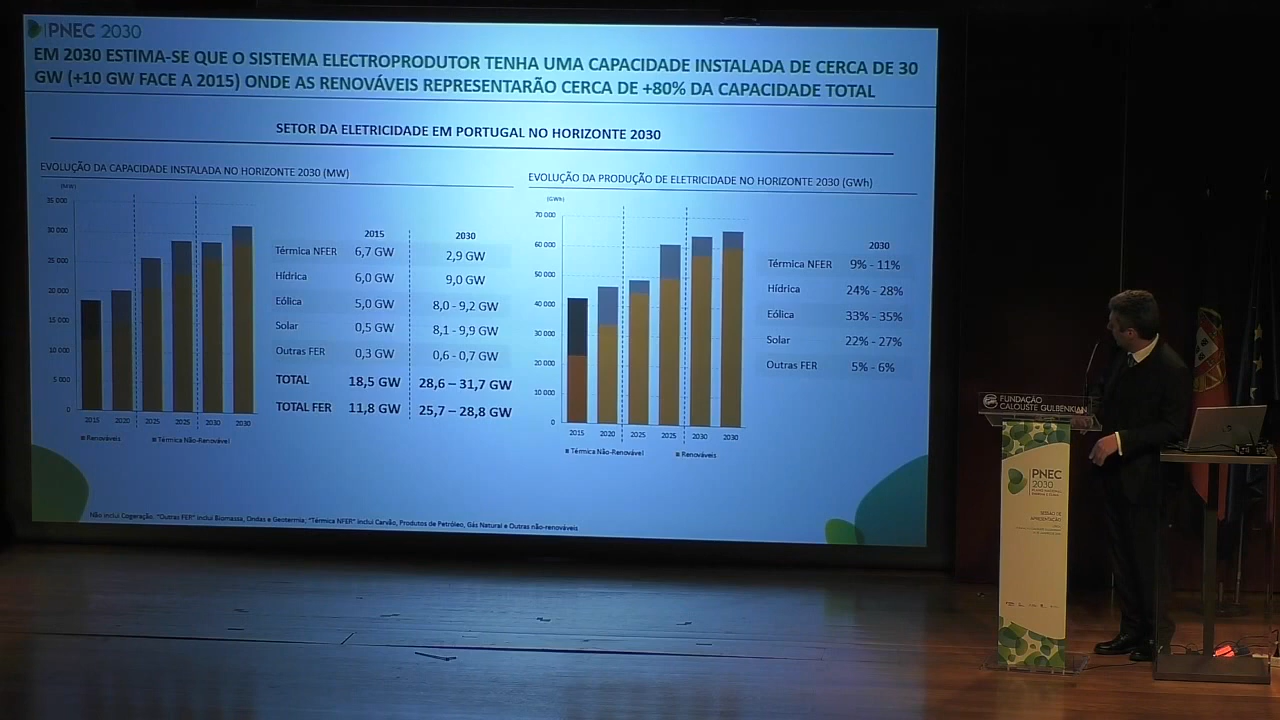 PNEC 2030
EM 2030 ESTIMA-SE QUE O SISTEMA ELECTROPRODUTOR TENHA UMA CAPACIDADE INSTALADA DE CERCA DE 30
GW (+10 GW FACE A 2015) ONDE AS RENOVÁVEIS REPRESENTARÃO CERCA DE +80% DA CAPACIDADE TOTAL
SETOR DA ELETRICIDADE EM PORTUGAL NO HORIZONTE 2030
EVOLUÇÃO DA CAPACIDADE INSTALADA NO HORIZONTE 2030 (MW)
(MW)
35 000
30 000
25 000
20 000
15 000
10 000
5 000
0
2015 2020 2025 2025 2030 2030
Renováveis Térmica Não-Renovável
2015 2030
Térmica NFER 6,7 GW 2,9 GW
Hídrica 6,0 GW 9,0 GW
Eólica 5,0 GW 8,0 - 9,2 GW
Solar 0,5 GW 8,1 - 9,9 GW
Outras FER 0,3 GW 0,6 - 0,7 GW
TOTAL 18,5 GW 28,6 – 31,7 GW
TOTAL FER 11,8 GW 25,7 – 28,8 GW
EVOLUÇÃO DA PRODUÇÃO DE ELETRICIDADE NO HORIZONTE 2030 (GWh)
(GWh)
70 000
60 000
50 000
40 000
30 000
20 000
10 000
0
2015 2020 2025 2025 2030 2030
Térmica Não-Renovável Renováveis
2030
Térmica NFER 9% - 11%
Hídrica 24% - 28%
Eólica 33% - 35%
Solar 22% - 27%
Outras FER 5% - 6%
Não inclui Cogeração; "Outras FER" inclui Biomassa, Ondas e Geotermia; "Térmica NFER" inclui Carvão, Produtos de Petróleo, Gás Natural e Outras não-renováveis
FUNDAÇÃO
CALOUSTE GULBENKIAN
PNEC
2030
SESSÃO DE
APRESENTAÇÃO